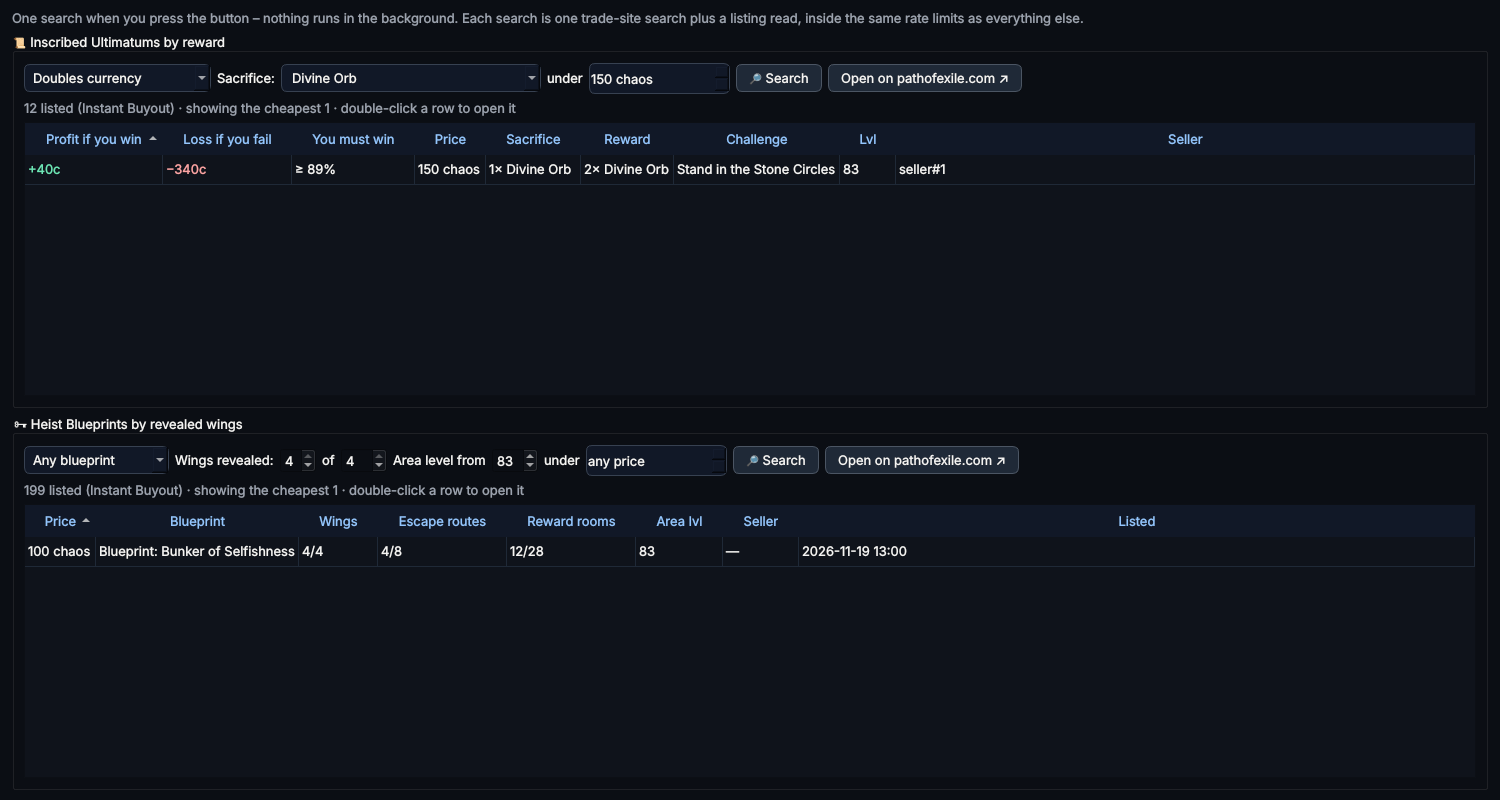 One search when you press the button – nothing runs in the background. Each search is one trade-site search plus a listing read, inside the same rate limits as everything else.
Inscribed Ultimatums by reward
Doubles currency Sacrifice: Divine Orb under 150 chaos Search Open on pathofexile.com ↗
12 listed (Instant Buyout) · showing the cheapest 1 · double-click a row to open it
Profit if you win Loss if you fail You must win Price Sacrifice Reward Challenge Lvl Seller
+40c −340c ≥ 89% 150 chaos 1× Divine Orb 2× Divine Orb Stand in the Stone Circles 83 seller#1
Heist Blueprints by revealed wings
Any blueprint Wings revealed: 4 of 4 Area level from 83 under any price Search Open on pathofexile.com ↗
199 listed (Instant Buyout) · showing the cheapest 1 · double-click a row to open it
Price Blueprint Wings Escape routes Reward rooms Area lvl Seller Listed
100 chaos Blueprint: Bunker of Selfishness 4/4 4/8 12/28 83 — 2026-11-19 13:00